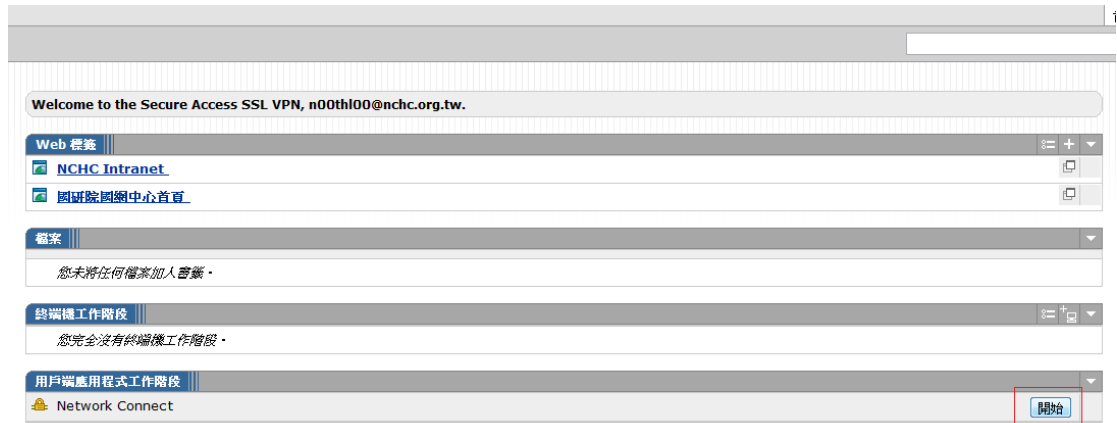 Welcome to the Secure Access SSL VPN, n00thl00@nchc.org.tw.
Web 標籤
NCHC Intranet
國研院國網中心首頁
檔案
您未將任何檔案加入書籤。
終端機工作階段
您完全沒有終端機工作階段。
用戶端應用程式工作階段
Network Connect
開始